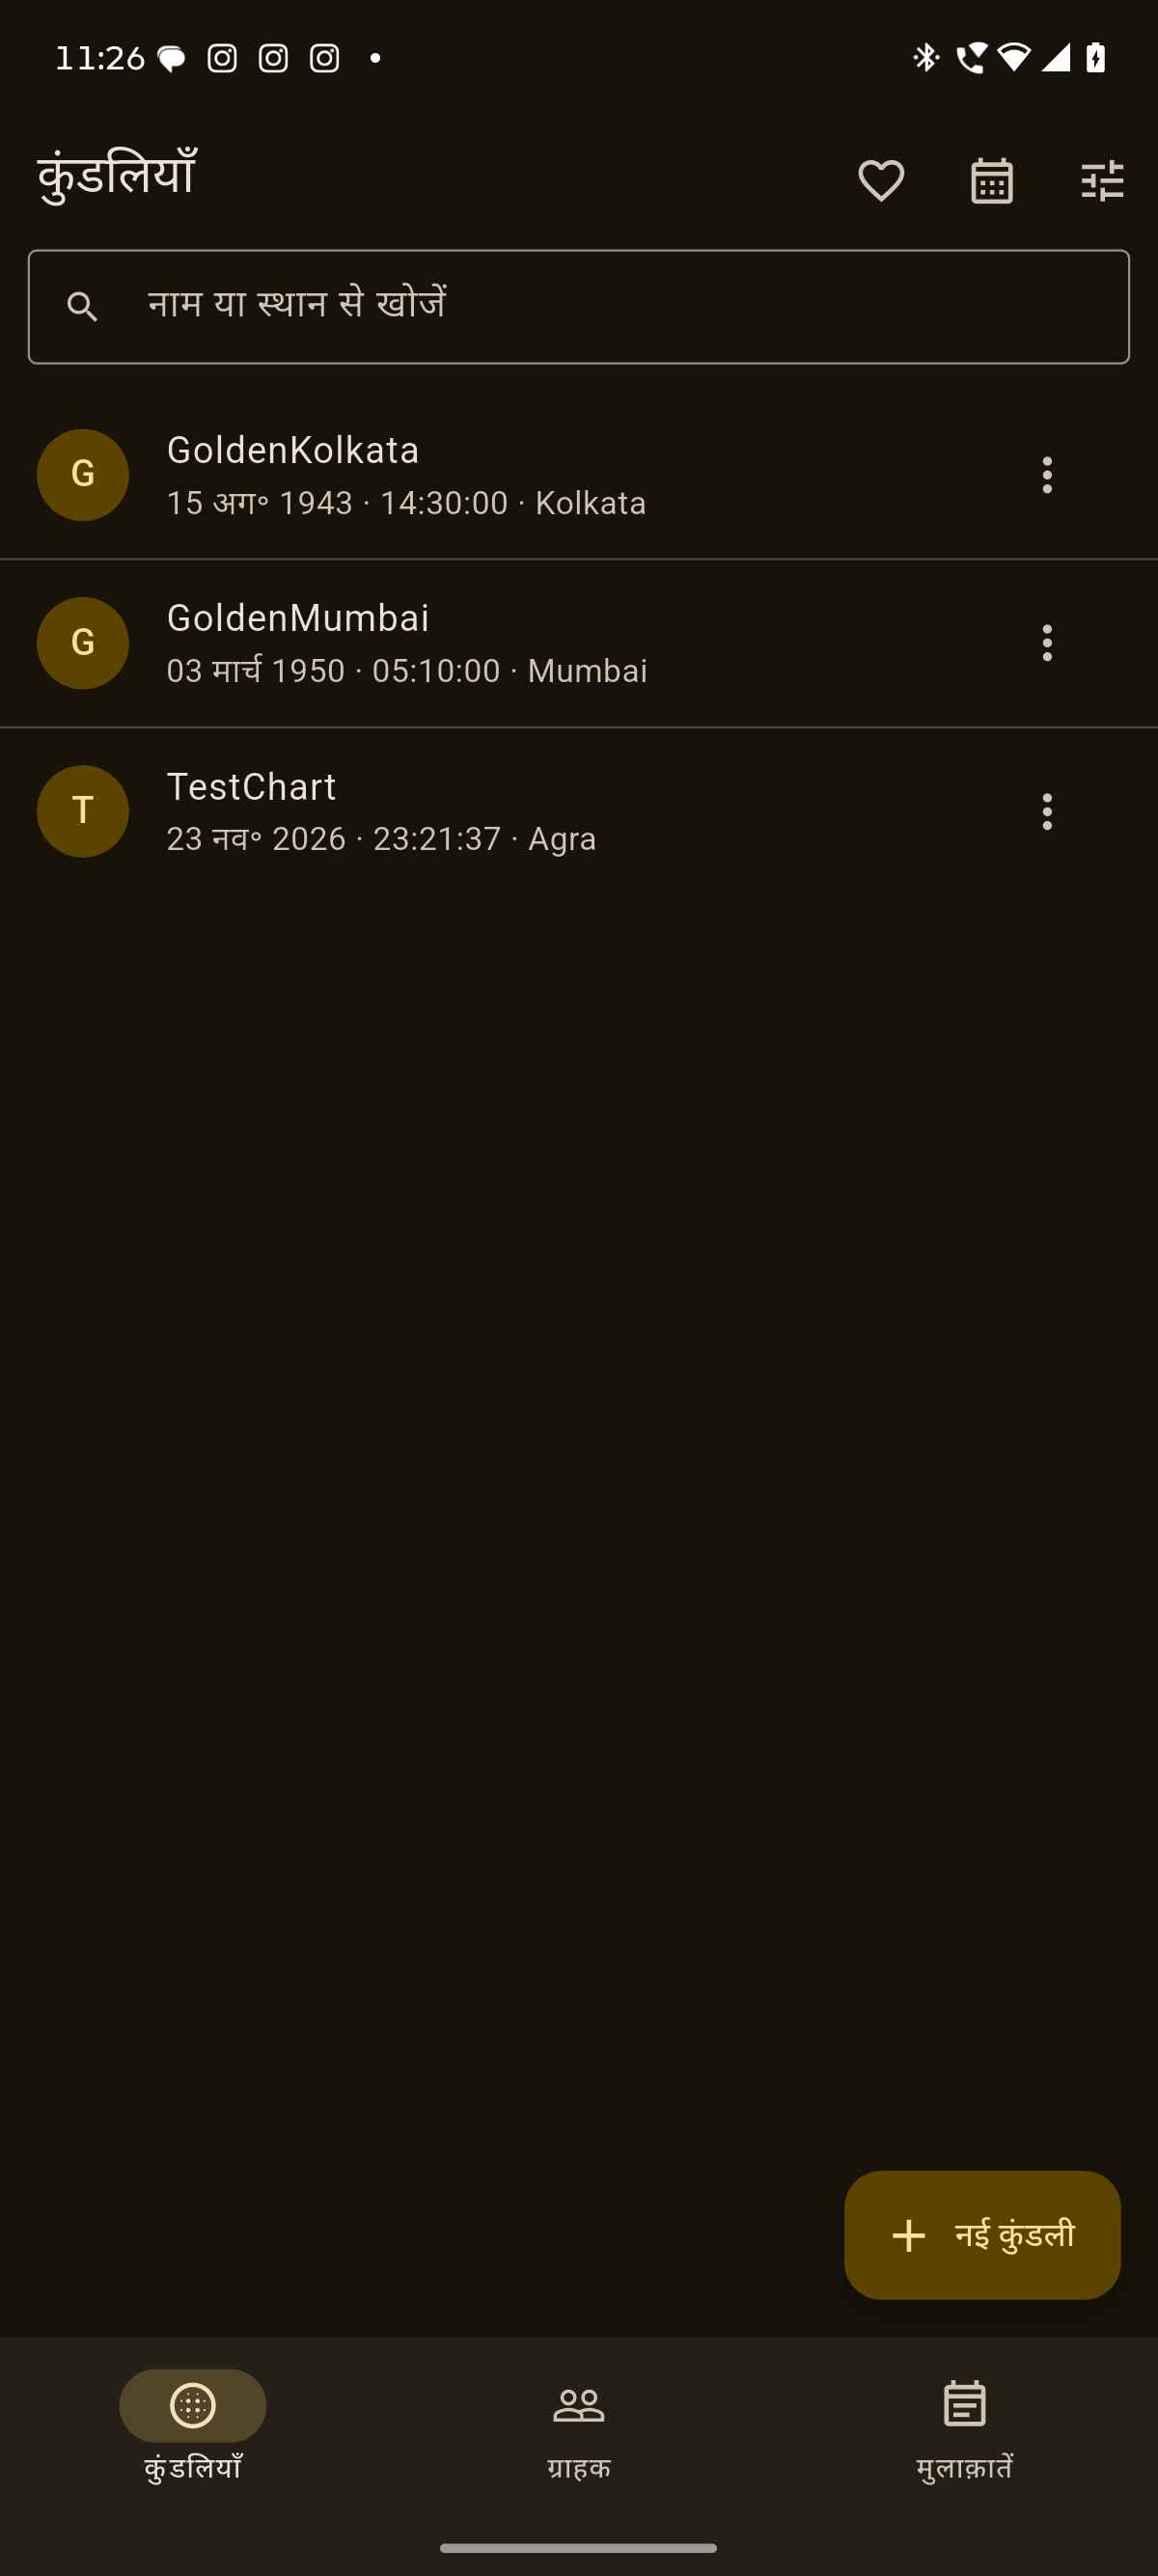 11:26
कुंडलियाँ
नाम या स्थान से खोजें
G
GoldenKolkata
15 अग॰ 1943 · 14:30:00 · Kolkata
G
GoldenMumbai
03 मार्च 1950 · 05:10:00 · Mumbai
T
TestChart
23 नव॰ 2026 · 23:21:37 · Agra
नई कुंडली
कुंडलियाँ
ग्राहक
मुलाक़ातें